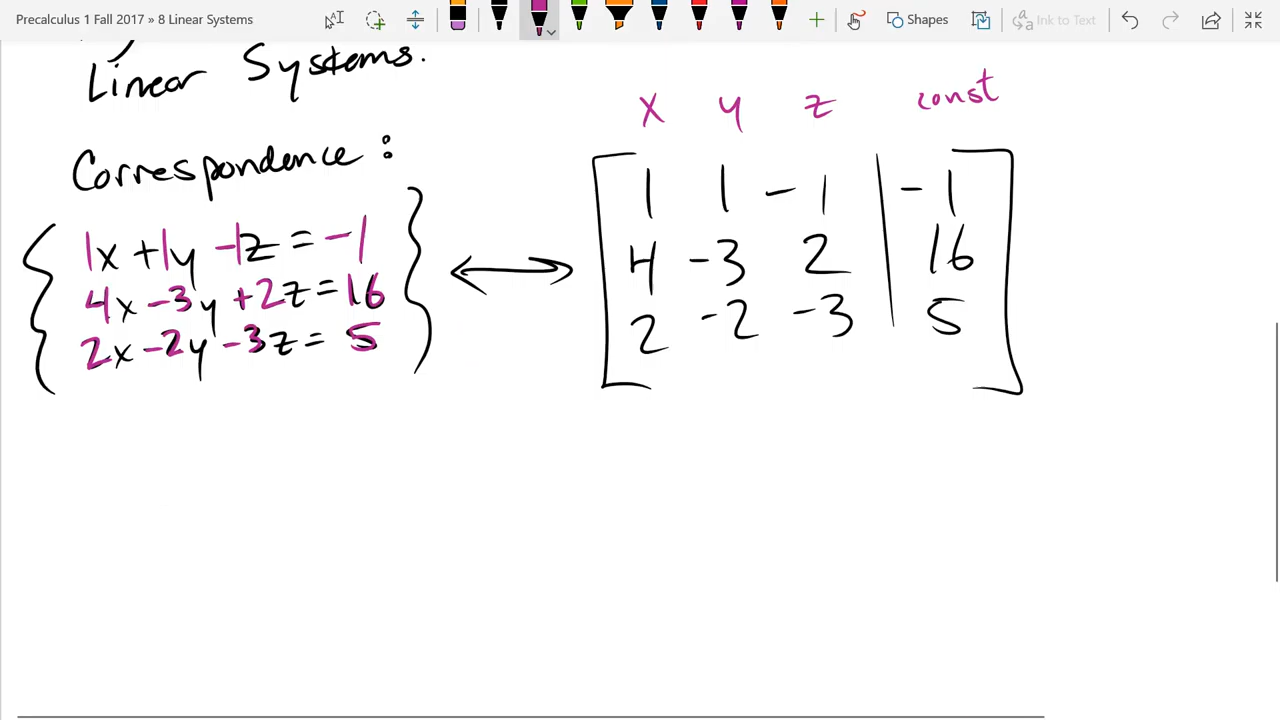 Precalculus 1 Fall 2017 » 8 Linear Systems
Shapes
Ink to Text
Linear Systems.
Correspondence:
1x +1y -1z = -1
4x -3y +2z = 16
2x -2y -3z = 5
x y z const
1 1 -1 | -1
4 -3 2 | 16
2 -2 -3 | 5